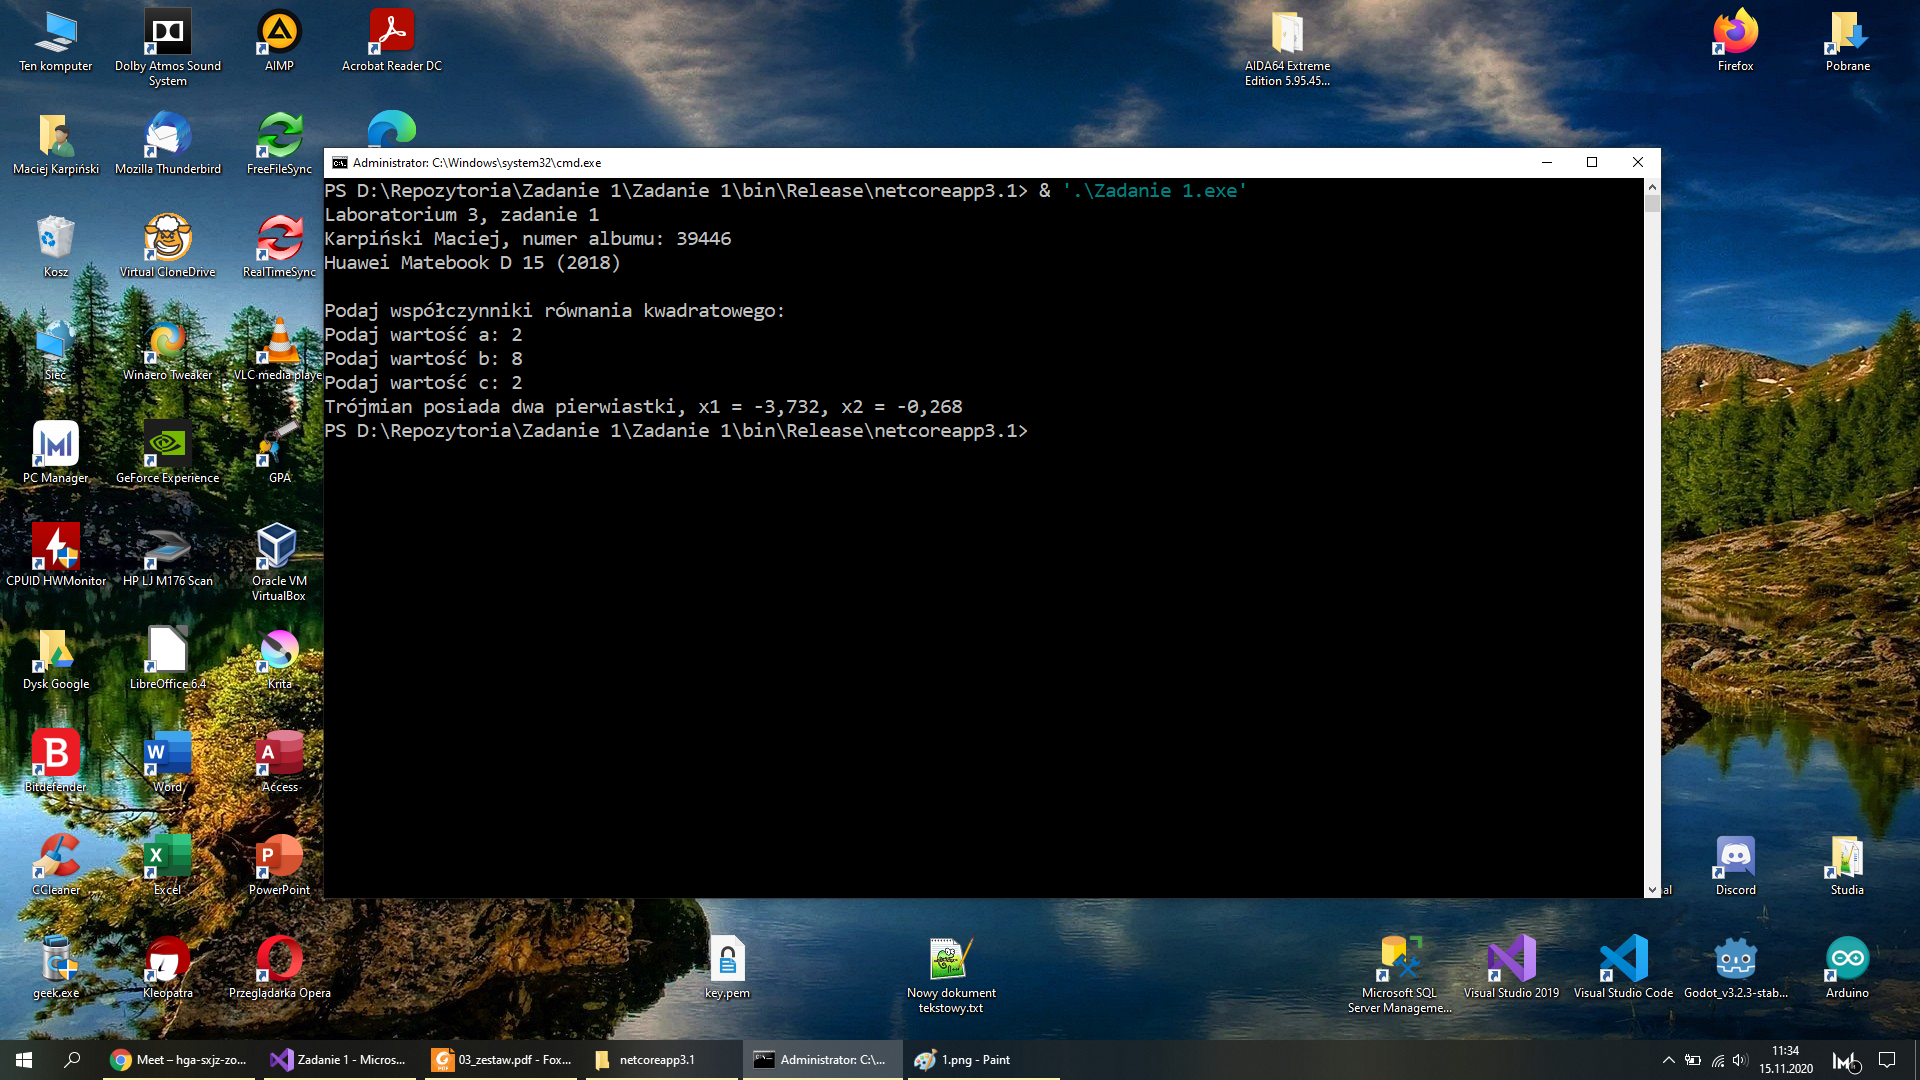 Ten komputer
Dolby Atmos Sound System
AIMP
Acrobat Reader DC
AIDA64 Extreme Edition 5.95.45...
Firefox
Pobrane
Maciej Karpiński
Mozilla Thunderbird
FreeFileSync
Administrator: C:\Windows\system32\cmd.exe
PS D:\Repozytoria\Zadanie 1\Zadanie 1\bin\Release\netcoreapp3.1> & '.\Zadanie 1.exe'
Laboratorium 3, zadanie 1
Karpiński Maciej, numer albumu: 39446
Huawei Matebook D 15 (2018)
Podaj współczynniki równania kwadratowego:
Podaj wartość a: 2
Podaj wartość b: 8
Podaj wartość c: 2
Trójmian posiada dwa pierwiastki, x1 = -3,732, x2 = -0,268
PS D:\Repozytoria\Zadanie 1\Zadanie 1\bin\Release\netcoreapp3.1>
Kosz
Virtual CloneDrive
RealTimeSync
Sieć
Winaero Tweaker
VLC media playe
PC Manager
GeForce Experience
GPA
CPUID HWMonitor
HP LJ M176 Scan
Oracle VM VirtualBox
Dysk Google
LibreOffice 6.4
Krita
Bitdefender
Word
Access
CCleaner
Excel
PowerPoint
al
Discord
Studia
geek.exe
Kleopatra
Przeglądarka Opera
key.pem
Nowy dokument tekstowy.txt
Microsoft SQL Server Manageme...
Visual Studio 2019
Visual Studio Code
Godot_v3.2.3-stab...
Arduino
Meet – hga-sxjz-zo...
Zadanie 1 - Micros...
03_zestaw.pdf - Fox...
netcoreapp3.1
Administrator: C:\...
1.png - Paint
11:34
15.11.2020